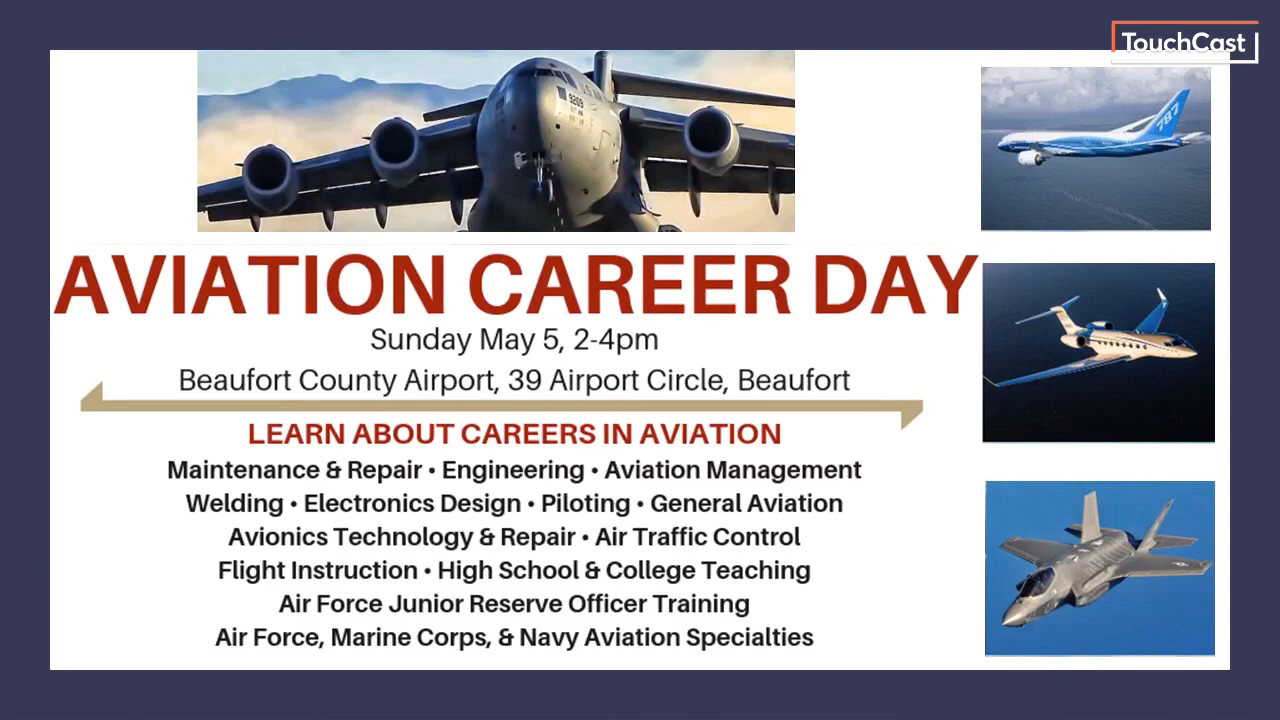 TouchCast
9209
787
AVIATION CAREER DAY
Sunday May 5, 2-4pm
Beaufort County Airport, 39 Airport Circle, Beaufort
LEARN ABOUT CAREERS IN AVIATION
Maintenance & Repair • Engineering • Aviation Management
Welding • Electronics Design • Piloting • General Aviation
Avionics Technology & Repair • Air Traffic Control
Flight Instruction • High School & College Teaching
Air Force Junior Reserve Officer Training
Air Force, Marine Corps, & Navy Aviation Specialties